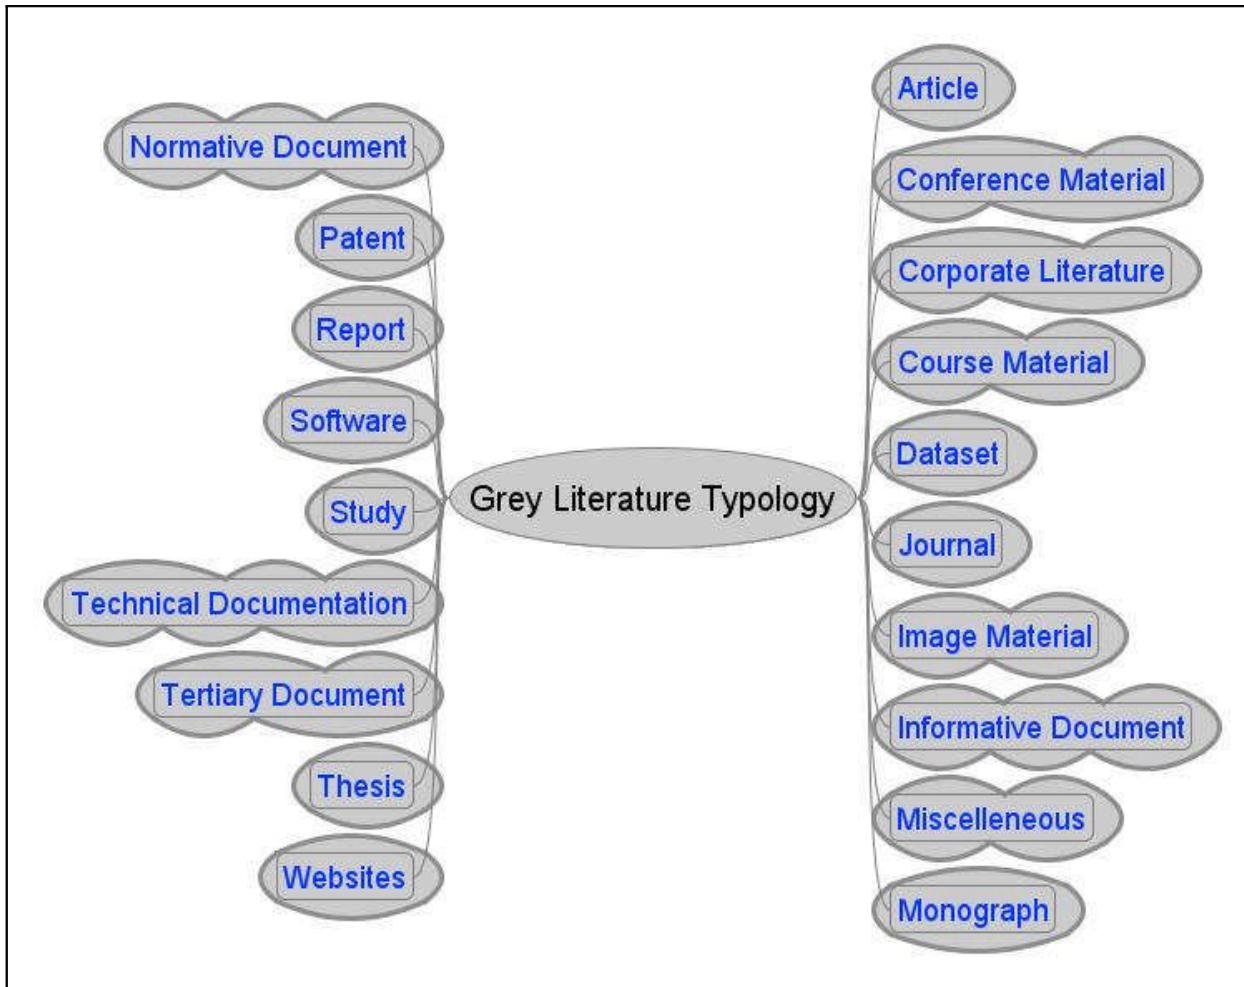 Normative Document
Patent
Report
Software
Study
Technical Documentation
Tertiary Document
Thesis
Websites
Grey Literature Typology
Article
Conference Material
Corporate Literature
Course Material
Dataset
Journal
Image Material
Informative Document
Miscelleneous
Monograph